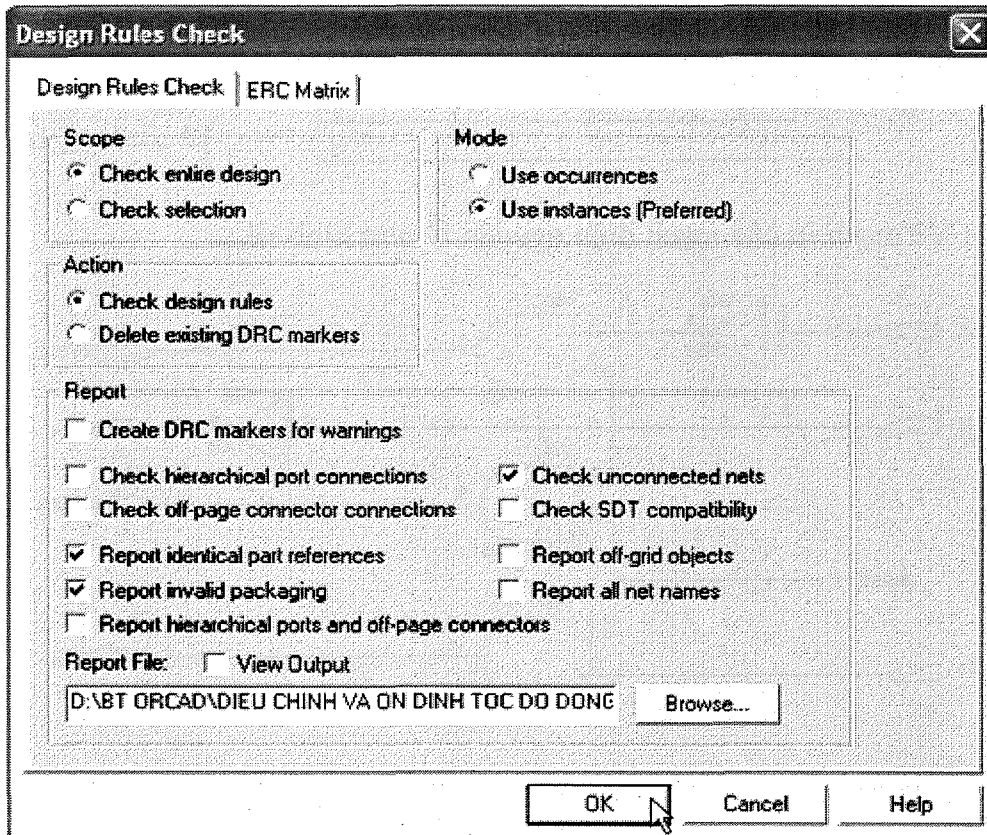 Design Rules Check
Design Rules Check ERC Matrix
Scope
Check entire design
Check selection
Mode
Use occurrences
Use instances (Preferred)
Action
Check design rules
Delete existing DRC markers
Report
Create DRC markers for warnings
Check hierarchical port connections
Check unconnected nets
Check off-page connector connections
Check SDT compatibility
Report identical part references
Report off-grid objects
Report invalid packaging
Report all net names
Report hierarchical ports and off-page connectors
Report File: View Output
D:\BT ORCAD\DIEU CHINH VA ON DINH TOC DO DONG
Browse...
OK Cancel Help